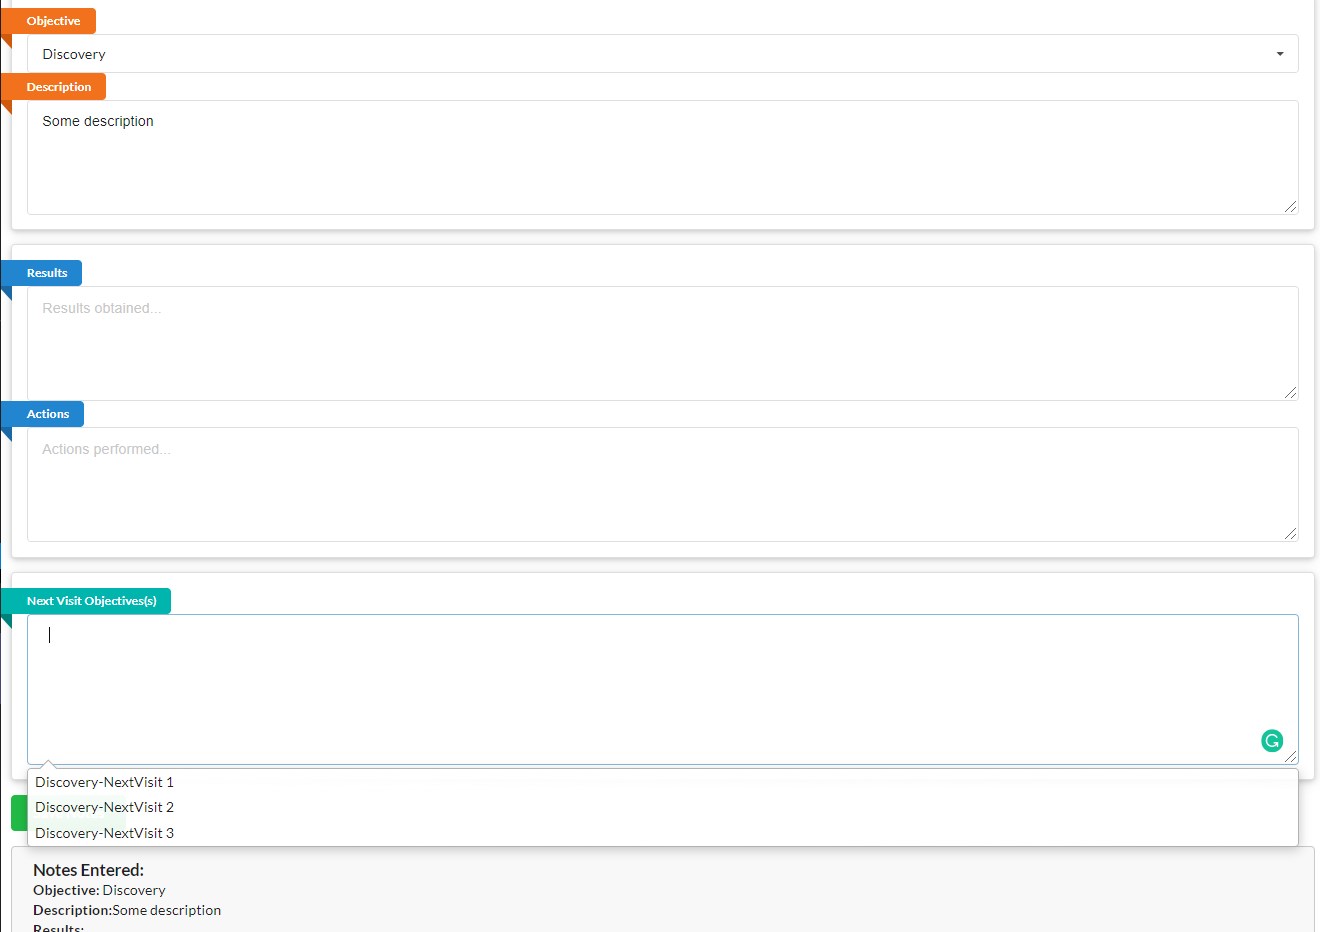 Objective
Discovery
Description
Some description
Results
Results obtained...
Actions
Actions performed...
Next Visit Objectives(s)
Discovery-NextVisit 1
Discovery-NextVisit 2
Discovery-NextVisit 3
Notes Entered:
Objective: Discovery
Description:Some description
Results: